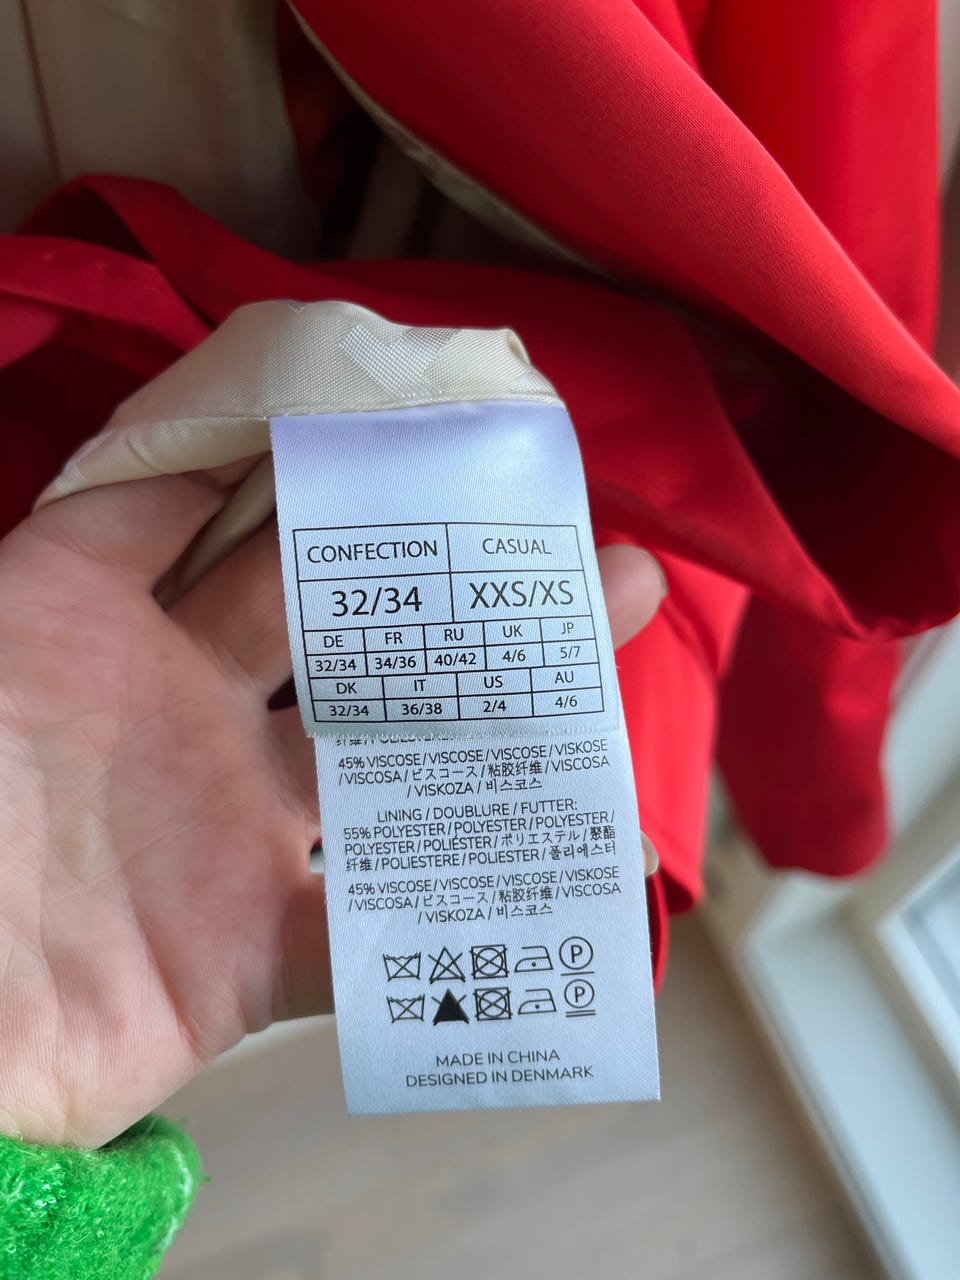 CONFECTION CASUAL
32/34 XXS/XS
DE FR RU UK JP
32/34 34/36 40/42 4/6 5/7
DK IT US AU
32/34 36/38 2/4 4/6
45% VISCOSE / VISCOSE / VISCOSE / VISKOSE
/ VISCOSA / ビスコース / 粘胶纤维 / VISCOSA
/ VISKOZA / 비스코스
LINING / DOUBLURE / FUTTER:
55% POLYESTER / POLYESTER / POLYESTER /
POLYESTER / POLIÉSTER / ポリエステル / 聚酯
纤维 / POLIESTERE / POLIESTER / 폴리에스터
45% VISCOSE / VISCOSE / VISCOSE / VISKOSE
/ VISCOSA / ビスコース / 粘胶纤维 / VISCOSA
/ VISKOZA / 비스코스
P
P
MADE IN CHINA
DESIGNED IN DENMARK